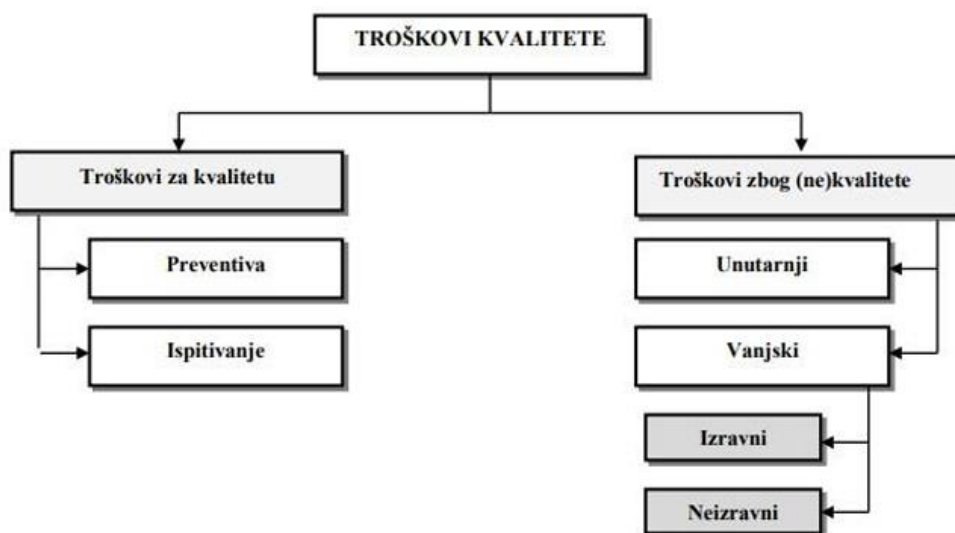 TROŠKOVI KVALITETE
Troškovi za kvalitetu
Preventiva
Ispitivanje
Troškovi zbog (ne)kvalitete
Unutarnji
Vanjski
Izravni
Neizravni